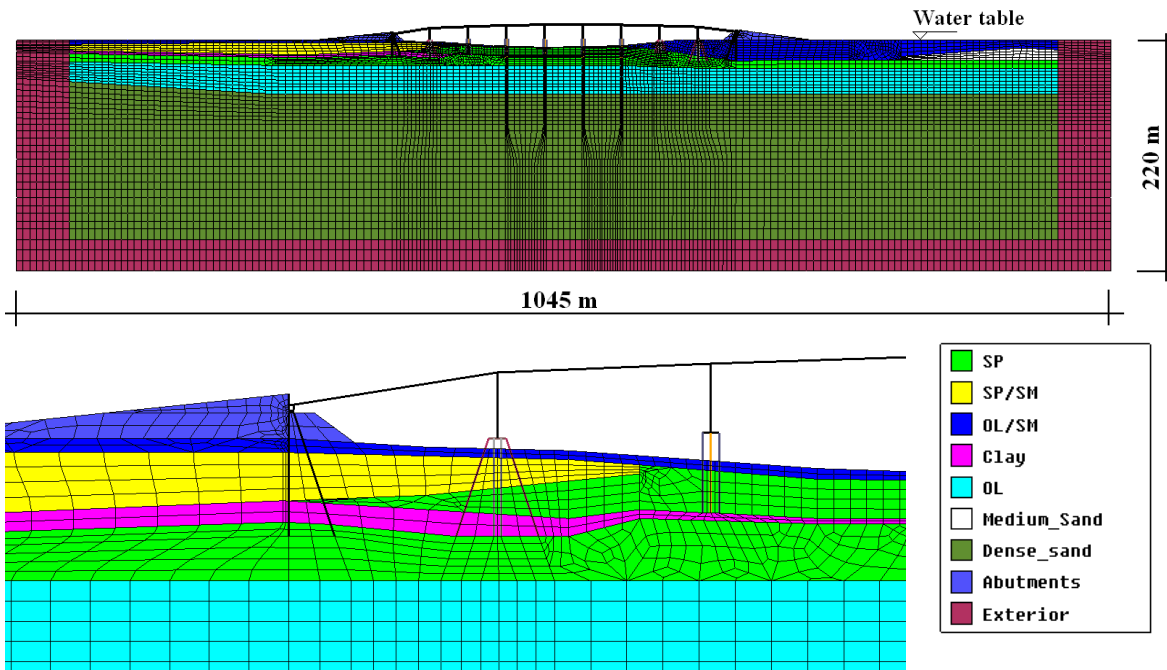 Water table
220 m
1045 m
SP
SP/SM
OL/SM
Clay
OL
Medium_Sand
Dense_sand
Abutments
Exterior